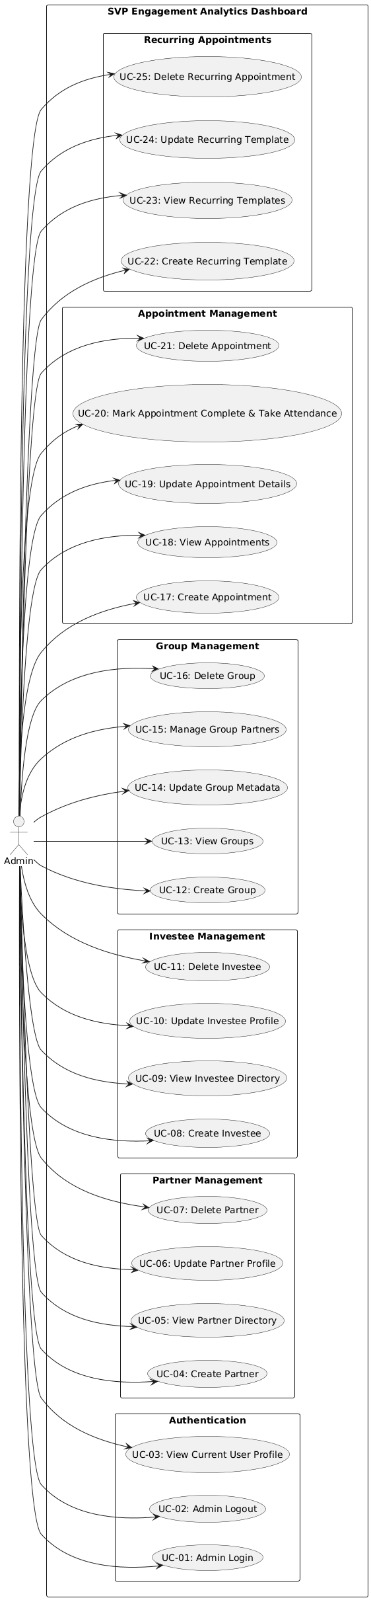 SVP Engagement Analytics Dashboard
Recurring Appointments
UC-25: Delete Recurring Appointment
UC-24: Update Recurring Template
UC-23: View Recurring Templates
UC-22: Create Recurring Template
Appointment Management
UC-21: Delete Appointment
UC-20: Mark Appointment Complete & Take Attendance
UC-19: Update Appointment Details
UC-18: View Appointments
UC-17: Create Appointment
Group Management
UC-16: Delete Group
UC-15: Manage Group Partners
UC-14: Update Group Metadata
UC-13: View Groups
Admin
UC-12: Create Group
Investee Management
UC-11: Delete Investee
UC-10: Update Investee Profile
UC-09: View Investee Directory
UC-08: Create Investee
Partner Management
UC-07: Delete Partner
UC-06: Update Partner Profile
UC-05: View Partner Directory
UC-04: Create Partner
Authentication
UC-03: View Current User Profile
UC-02: Admin Logout
UC-01: Admin Login